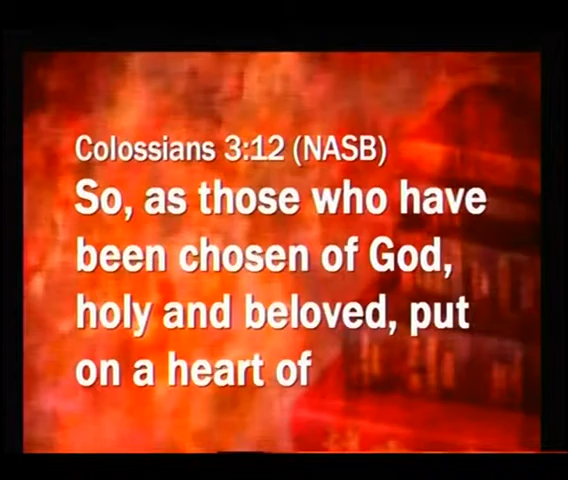 Colossians 3:12 (NASB)
So, as those who have
been chosen of God,
holy and beloved, put
on a heart of